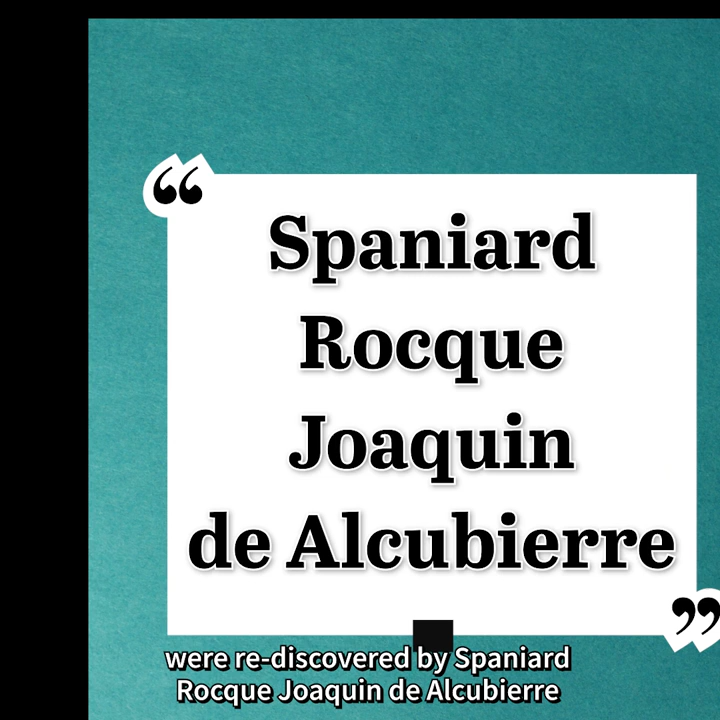 “
Spaniard
Rocque
Joaquin
de Alcubierre
”
were re-discovered by Spaniard
Rocque Joaquin de Alcubierre